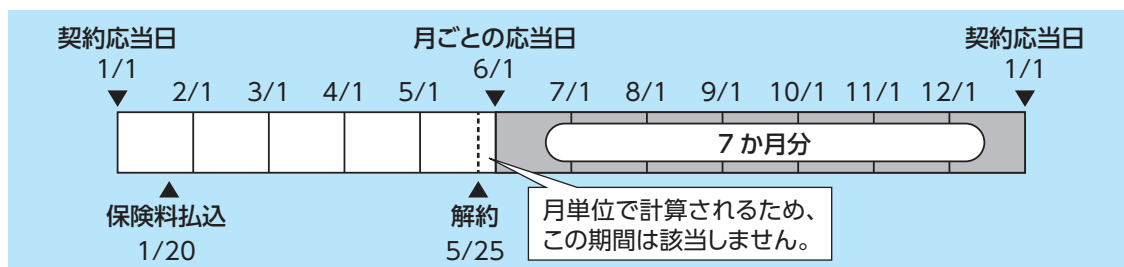 契約応当日 月ごとの応当日 契約応当日
1/1 6/1 1/1
2/1 3/1 4/1 5/1 7/1 8/1 9/1 10/1 11/1 12/1
7か月分
保険料払込 解約
1/20 5/25
月単位で計算されるため、
この期間は該当しません。